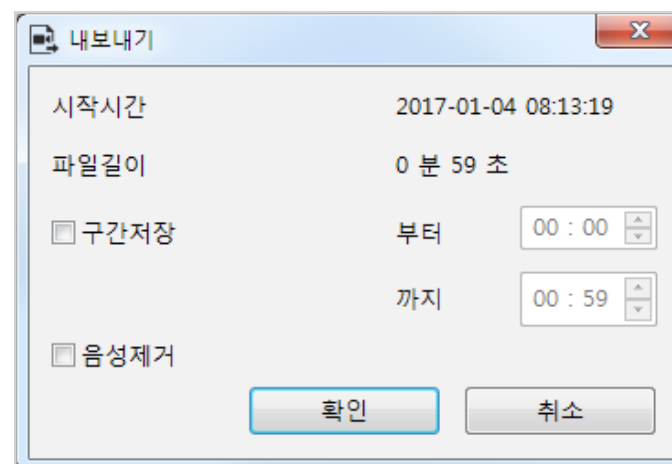 내보내기
시작시간 2017-01-04 08:13:19
파일길이 0 분 59 초
구간저장 부터 00 : 00
까지 00 : 59
음성제거
확인 취소